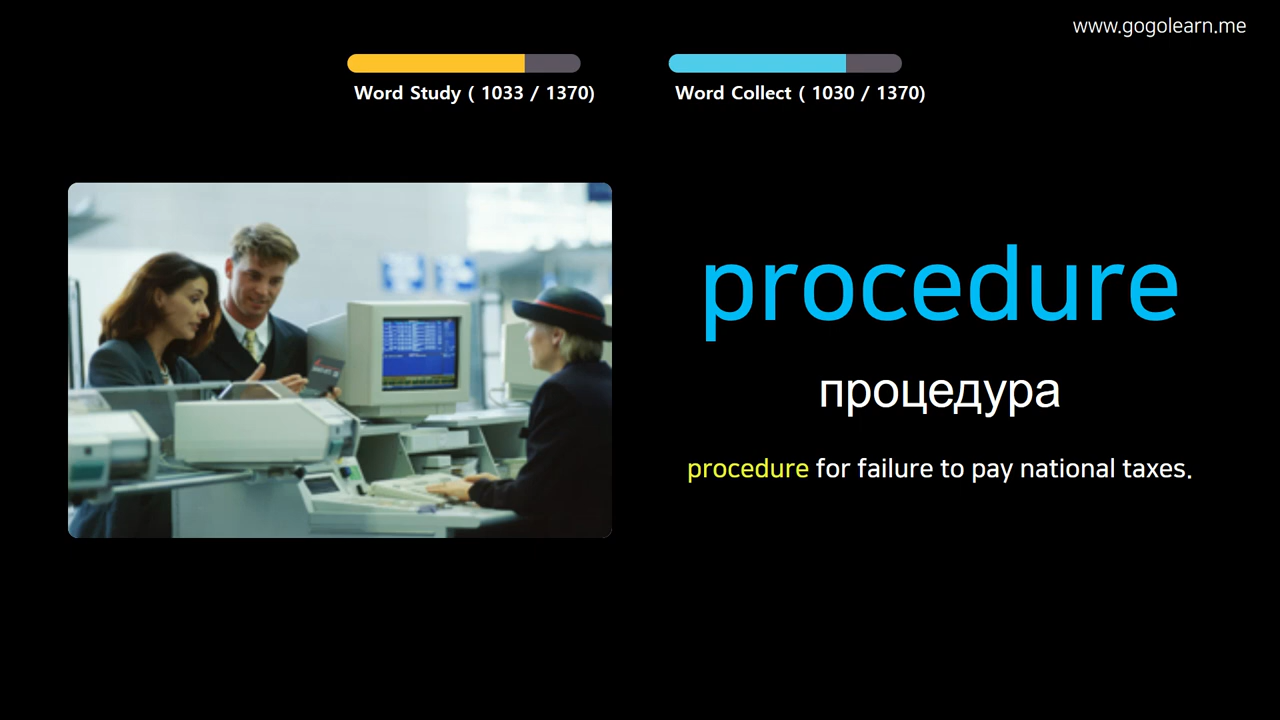 www.gogolearn.me
Word Study ( 1033 / 1370)
Word Collect ( 1030 / 1370)
procedure
процедура
procedure for failure to pay national taxes.